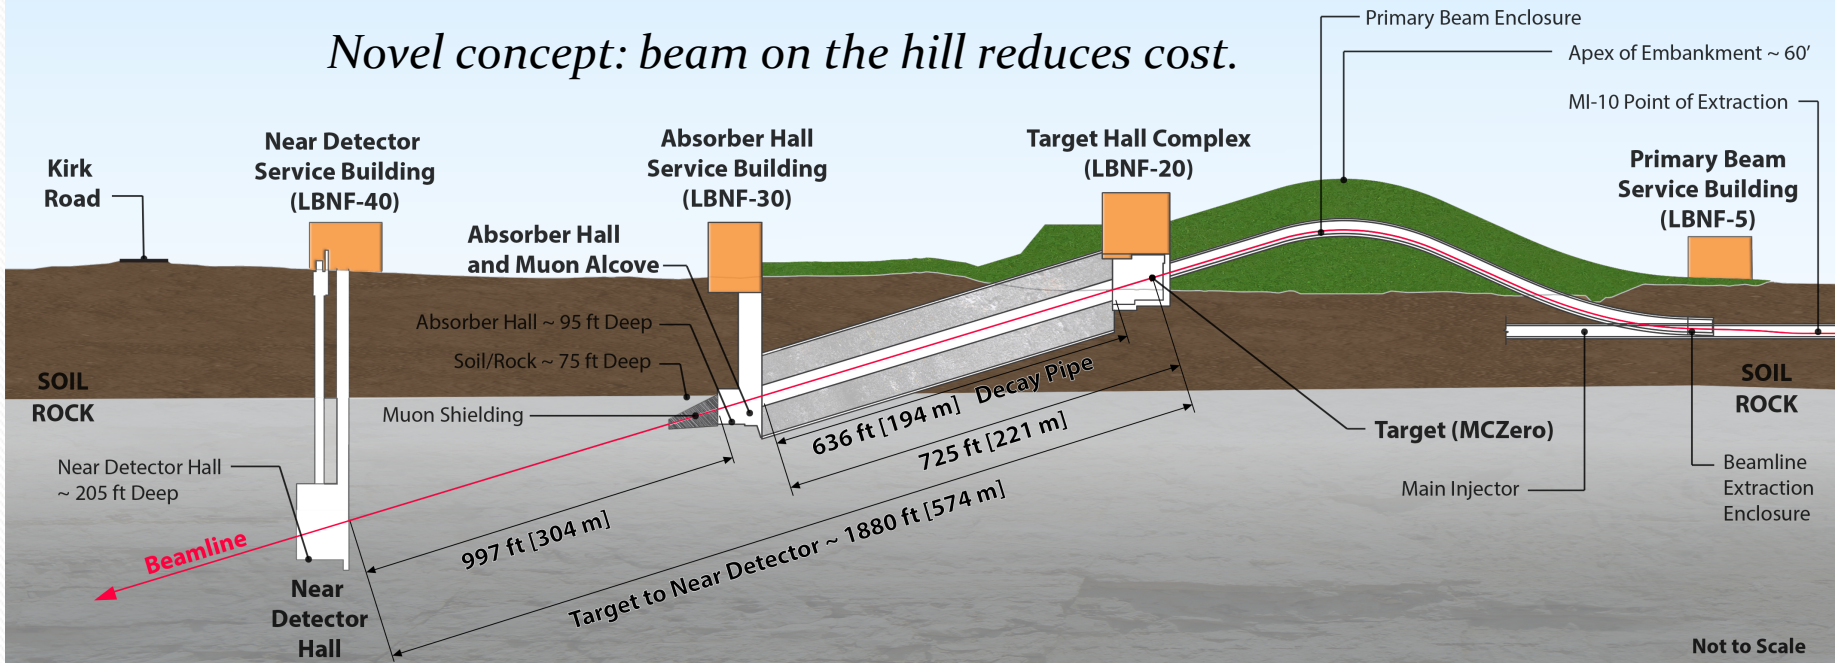 Novel concept: beam on the hill reduces cost.
Primary Beam Enclosure
Apex of Embankment ~ 60’
MI-10 Point of Extraction
Kirk
Road
Near Detector
Service Building
(LBNF-40)
Absorber Hall
Service Building
(LBNF-30)
Target Hall Complex
(LBNF-20)
Primary Beam
Service Building
(LBNF-5)
Absorber Hall
and Muon Alcove
Absorber Hall ~ 95 ft Deep
Soil/Rock ~ 75 ft Deep
Muon Shielding
SOIL
ROCK
SOIL
ROCK
Near Detector Hall
~ 205 ft Deep
Beamline
Near
Detector
Hall
636 ft [194 m] Decay Pipe
725 ft [221 m]
997 ft [304 m]
Target to Near Detector ~ 1880 ft [574 m]
Target (MCZero)
Main Injector
Beamline
Extraction
Enclosure
Not to Scale